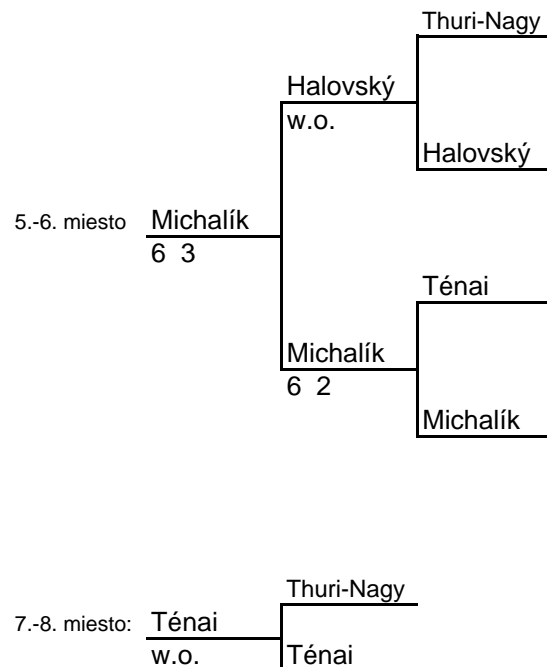 Thuri-Nagy
Halovský
w.o.
Halovský
5.-6. miesto
Michalík
6 3
Ténai
Michalík
6 2
Michalík
Thuri-Nagy
7.-8. miesto:
Ténai
w.o.
Ténai